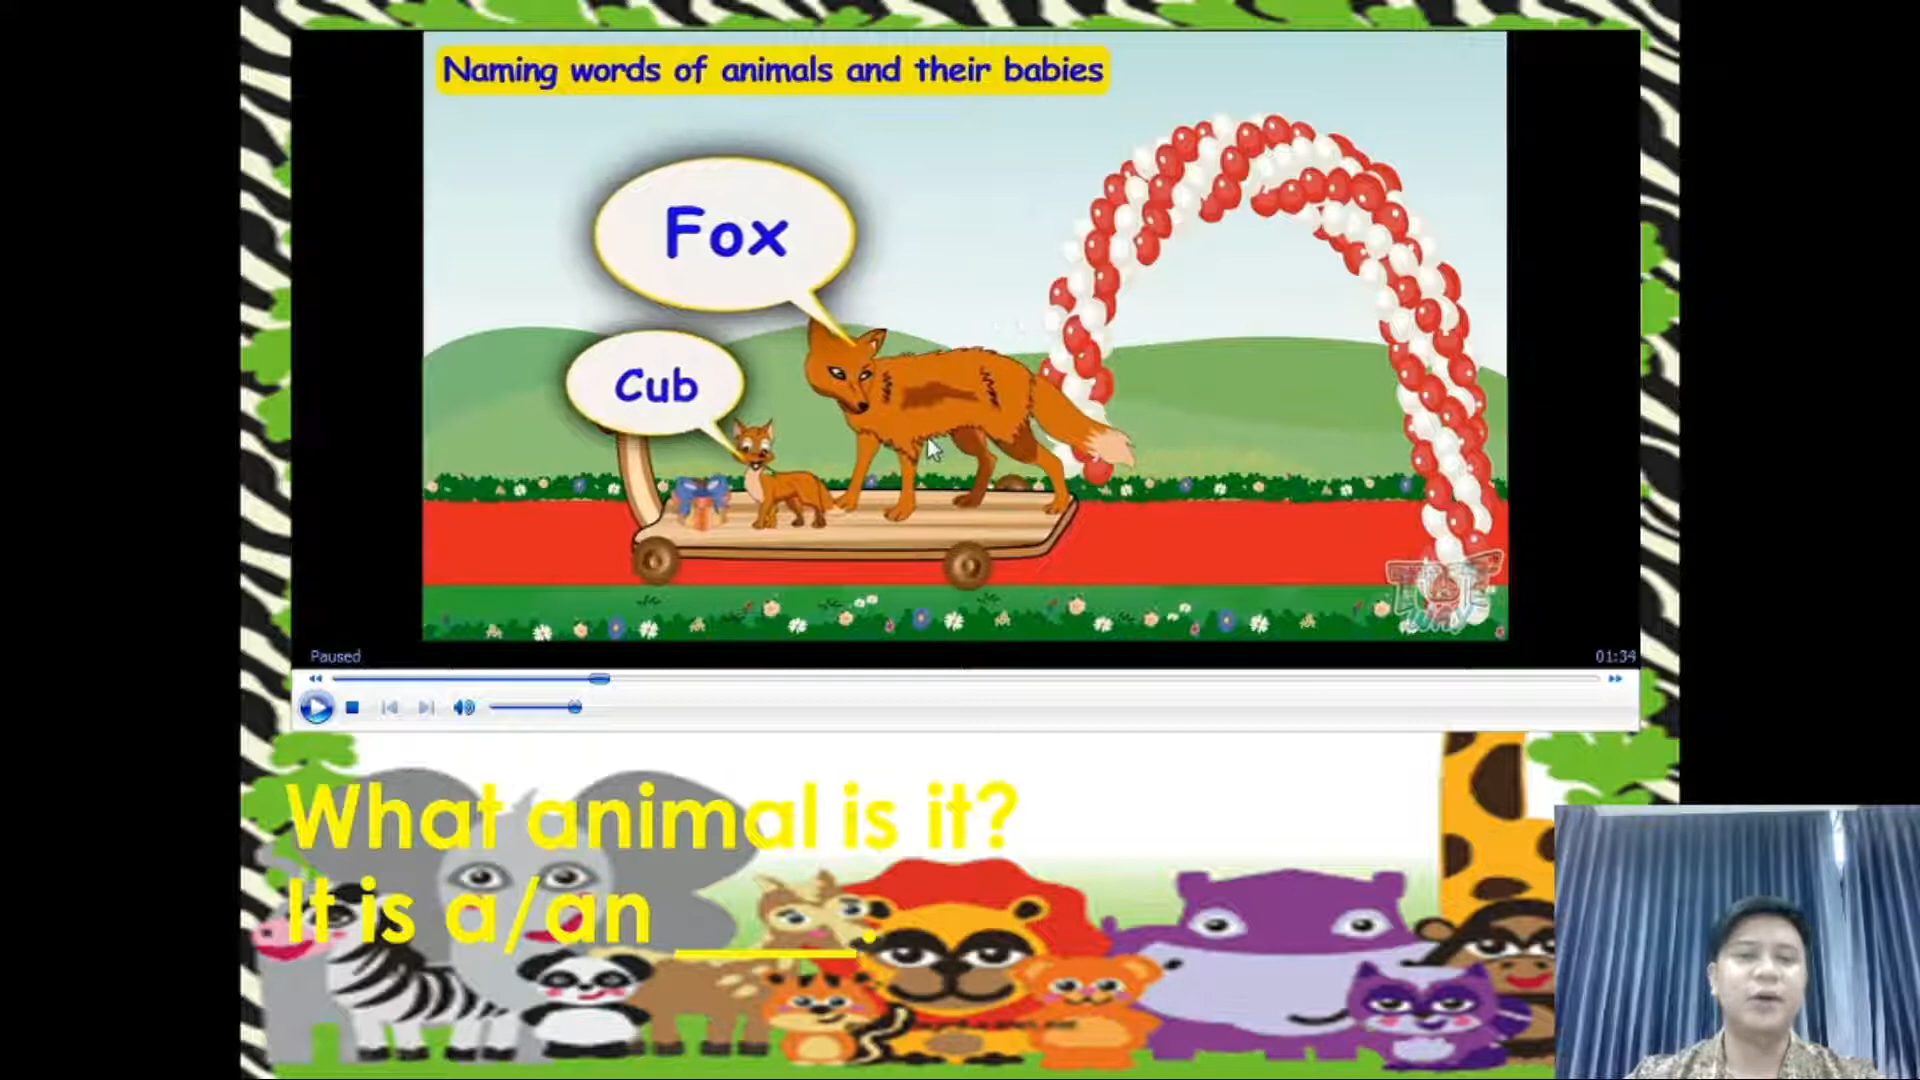 Naming words of animals and their babies
Fox
Cub
Paused
01:34
What animal is it?
It is a/an ______.